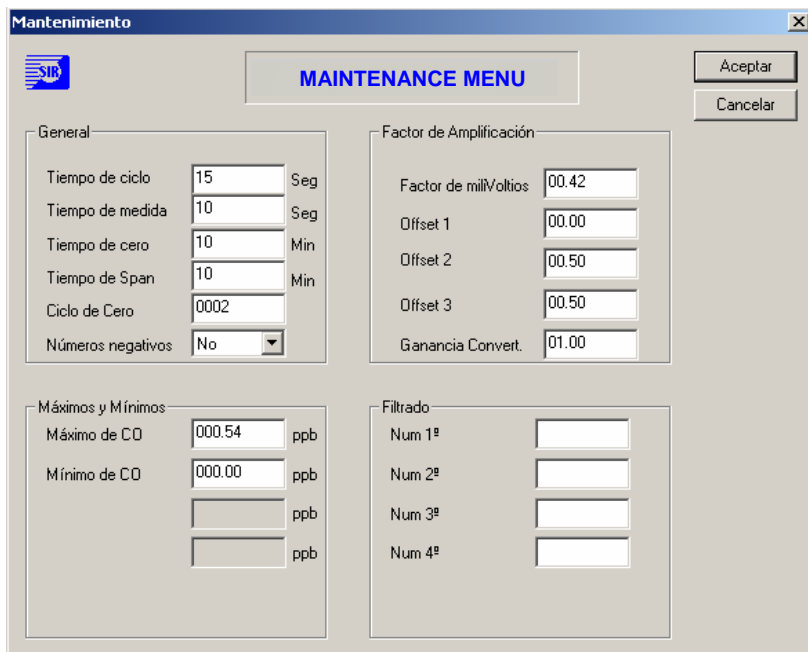 Mantenimiento
SIR
MAINTENANCE MENU
Aceptar
Cancelar
General
Tiempo de ciclo 15 Seg
Tiempo de medida 10 Seg
Tiempo de cero 10 Min
Tiempo de Span 10 Min
Ciclo de Cero 0002
Números negativos No
Factor de Amplificación
Factor de miliVoltios 00.42
Offset 1 00.00
Offset 2 00.50
Offset 3 00.50
Ganancia Convert. 01.00
Máximos y Mínimos
Máximo de CO 000.54 ppb
Mínimo de CO 000.00 ppb
ppb
ppb
Filtrado
Num 1º
Num 2º
Num 3º
Num 4º